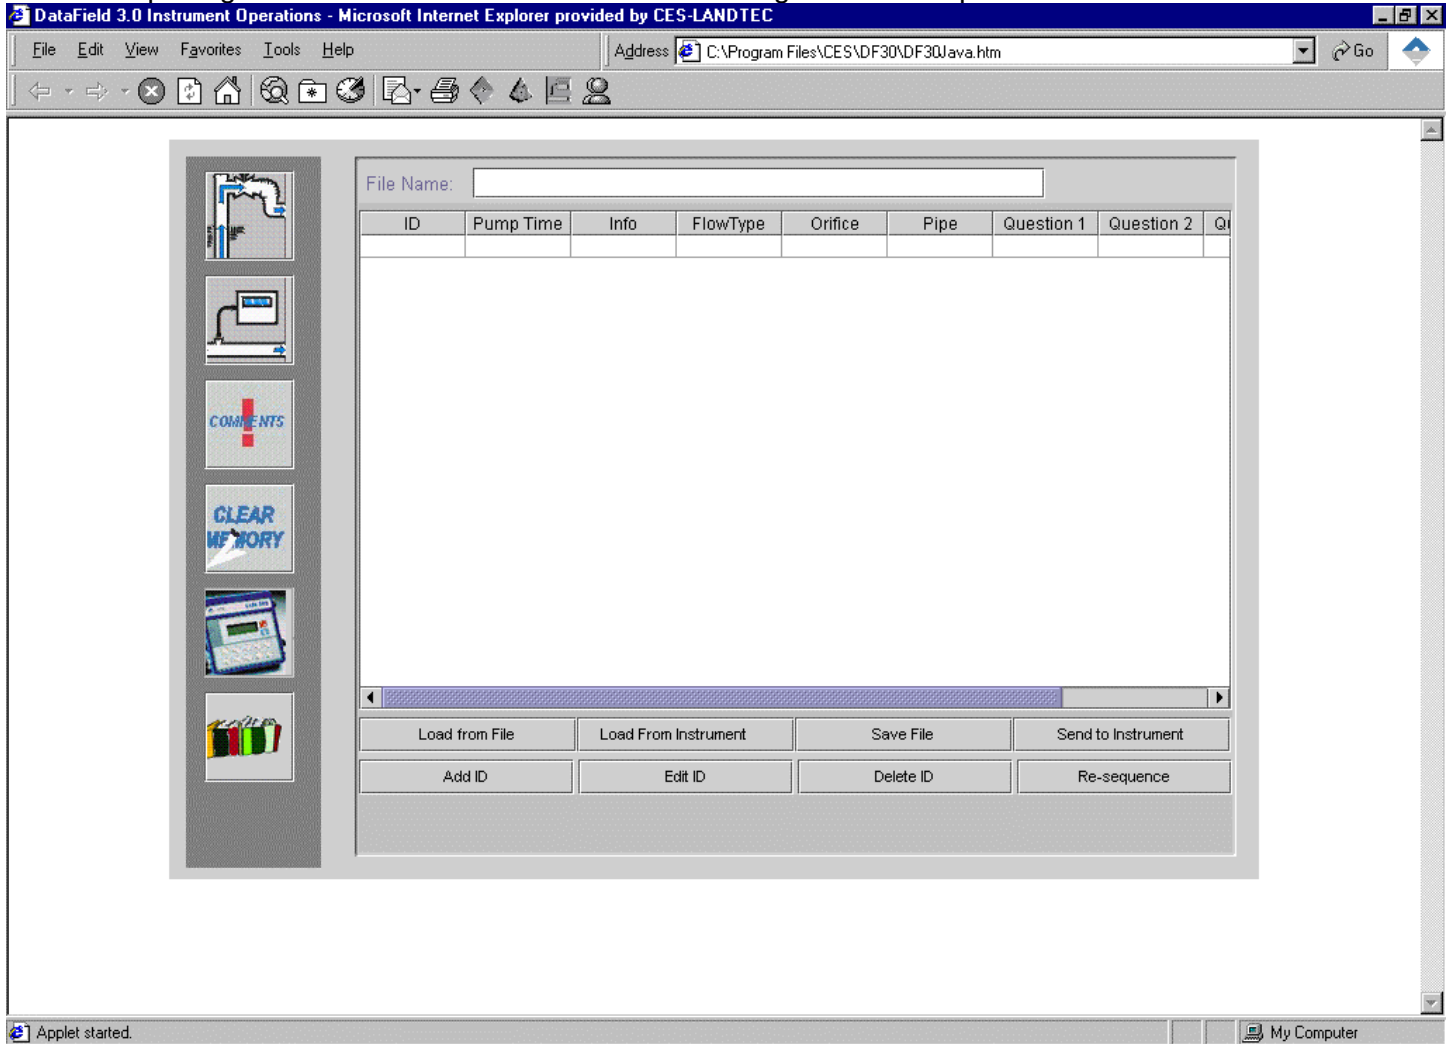 DataField 3.0 Instrument Operations - Microsoft Internet Explorer provided by CES-LANDTEC
File Edit View Favorites Tools Help Address C:\Program Files\CES\DF30\DF30Java.htm Go
File Name:
ID Pump Time Info FlowType Orifice Pipe Question 1 Question 2
COMMENTS
CLEAR
MEMORY
Load from File Load From Instrument Save File Send to Instrument
Add ID Edit ID Delete ID Re-sequence
Applet started. My Computer